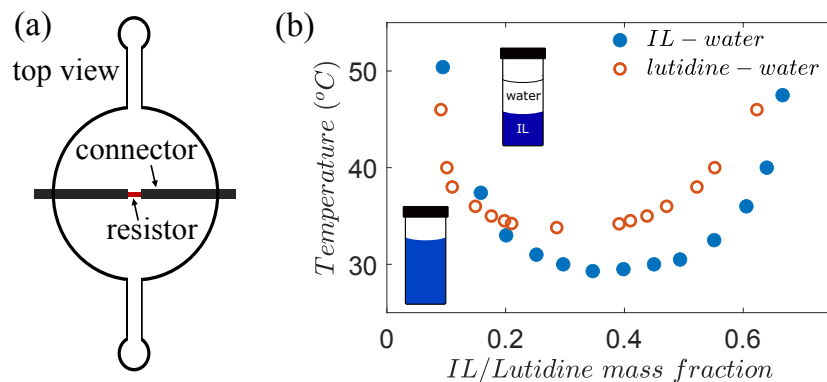 (a)
top view
connector
resistor
(b)
Temperature (°C)
50
40
30
IL – water
lutidine – water
water
IL
0
0.2
0.4
0.6
IL/Lutidine mass fraction